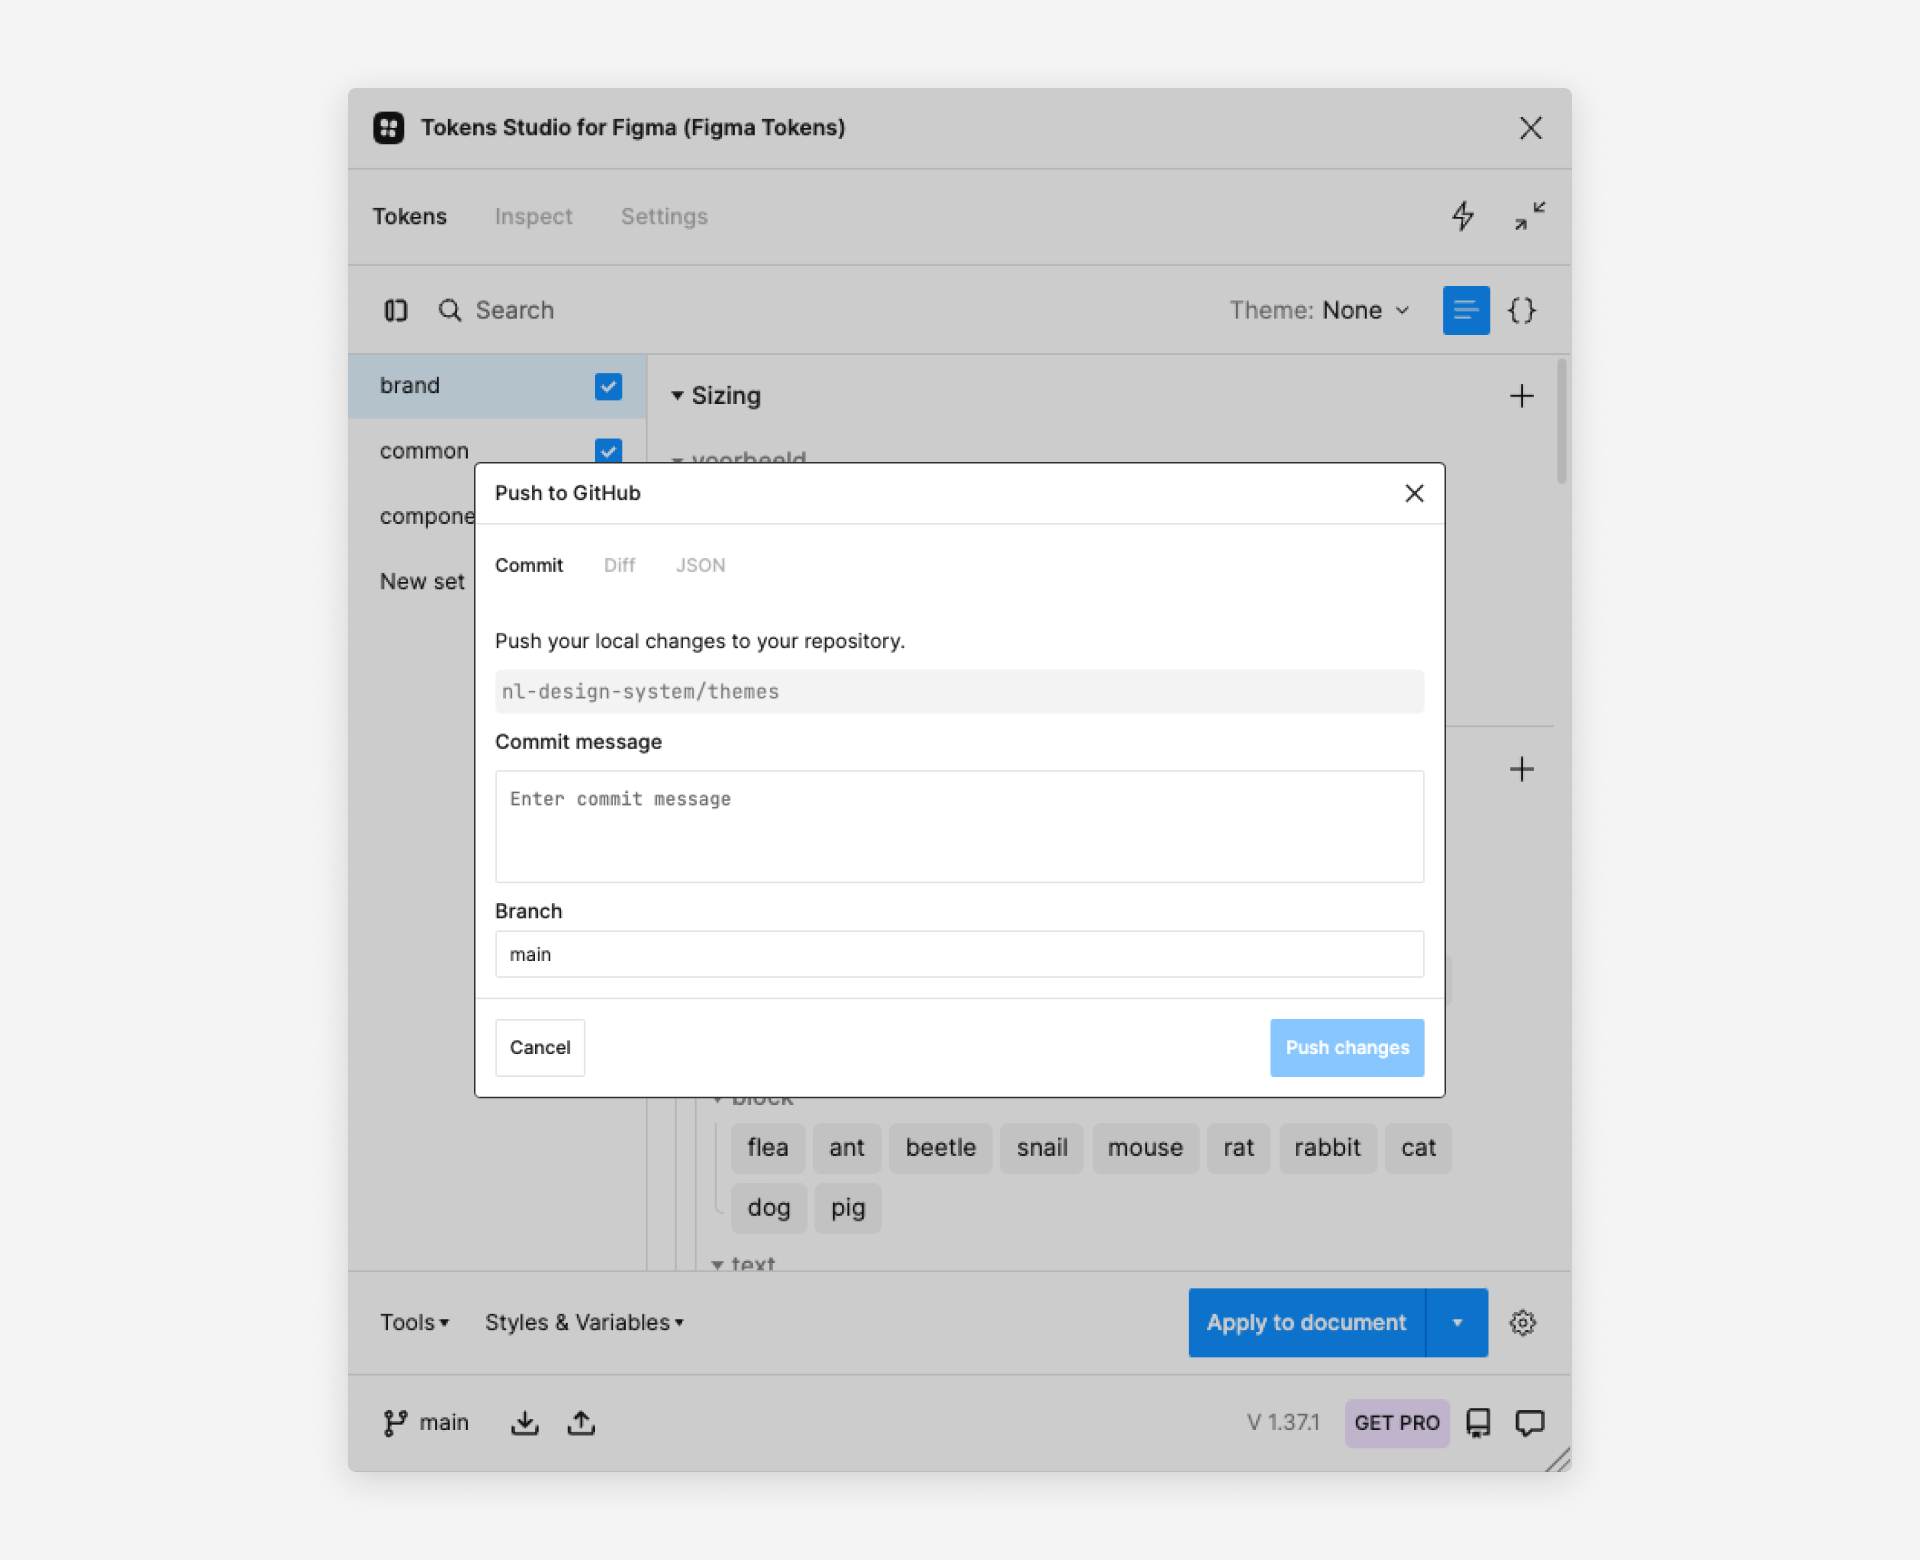 Tokens Studio for Figma (Figma Tokens)
Tokens Inspect Settings
Search Theme: None
brand
Sizing
common
voorbeeld
compone
New set
Push to GitHub
Commit Diff JSON
Push your local changes to your repository.
nl-design-system/themes
Commit message
Enter commit message
Branch
main
Cancel Push changes
block
flea ant beetle snail mouse rat rabbit cat
dog pig
text
Tools Styles & Variables Apply to document
main V 1.37.1 GET PRO